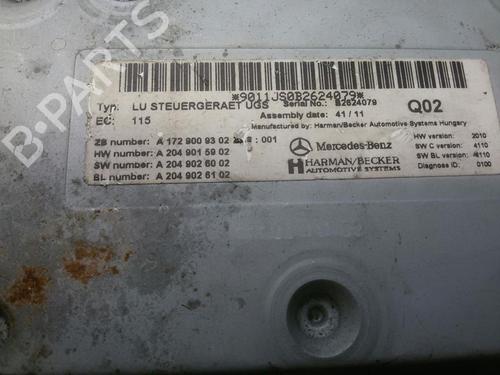 *9011JS0B2624079*
Typ: LU STEUERGERAET UGS Serial No.: B2624079 Q02
EC: 115 Assembly date: 41/11
Manufactured by: Harman/Becker Automotive Systems Hungary
ZB number: A 172 900 93 02 : 001
HW number: A 204 901 59 02
SW number: A 204 902 60 02
BL number: A 204 902 61 02
Mercedes-Benz
HARMAN/BECKER
AUTOMOTIVE SYSTEMS
HW version: 2010
SW C version: 4110
SW BL version: 4110
Diagnose ID: 0100
B-PARTS